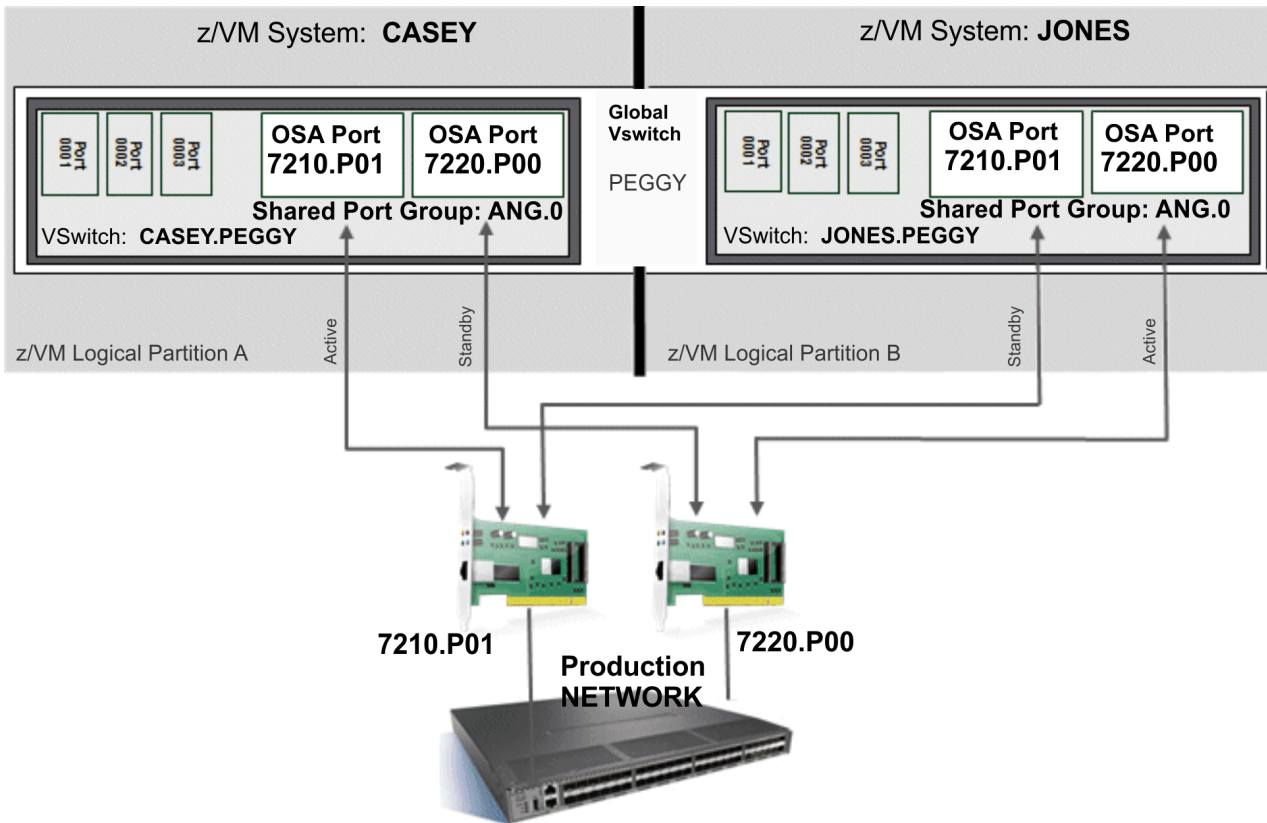 z/VM System: CASEY
z/VM System: JONES
Port
0001
Port
0002
Port
0003
OSA Port
7210.P01
OSA Port
7220.P00
Shared Port Group: ANG.0
VSwitch: CASEY.PEGGY
Global
Vswitch
PEGGY
Port
0001
Port
0002
Port
0003
OSA Port
7210.P01
OSA Port
7220.P00
Shared Port Group: ANG.0
VSwitch: JONES.PEGGY
z/VM Logical Partition A
Active
Standby
z/VM Logical Partition B
Standby
Active
7210.P01
7220.P00
Production
NETWORK